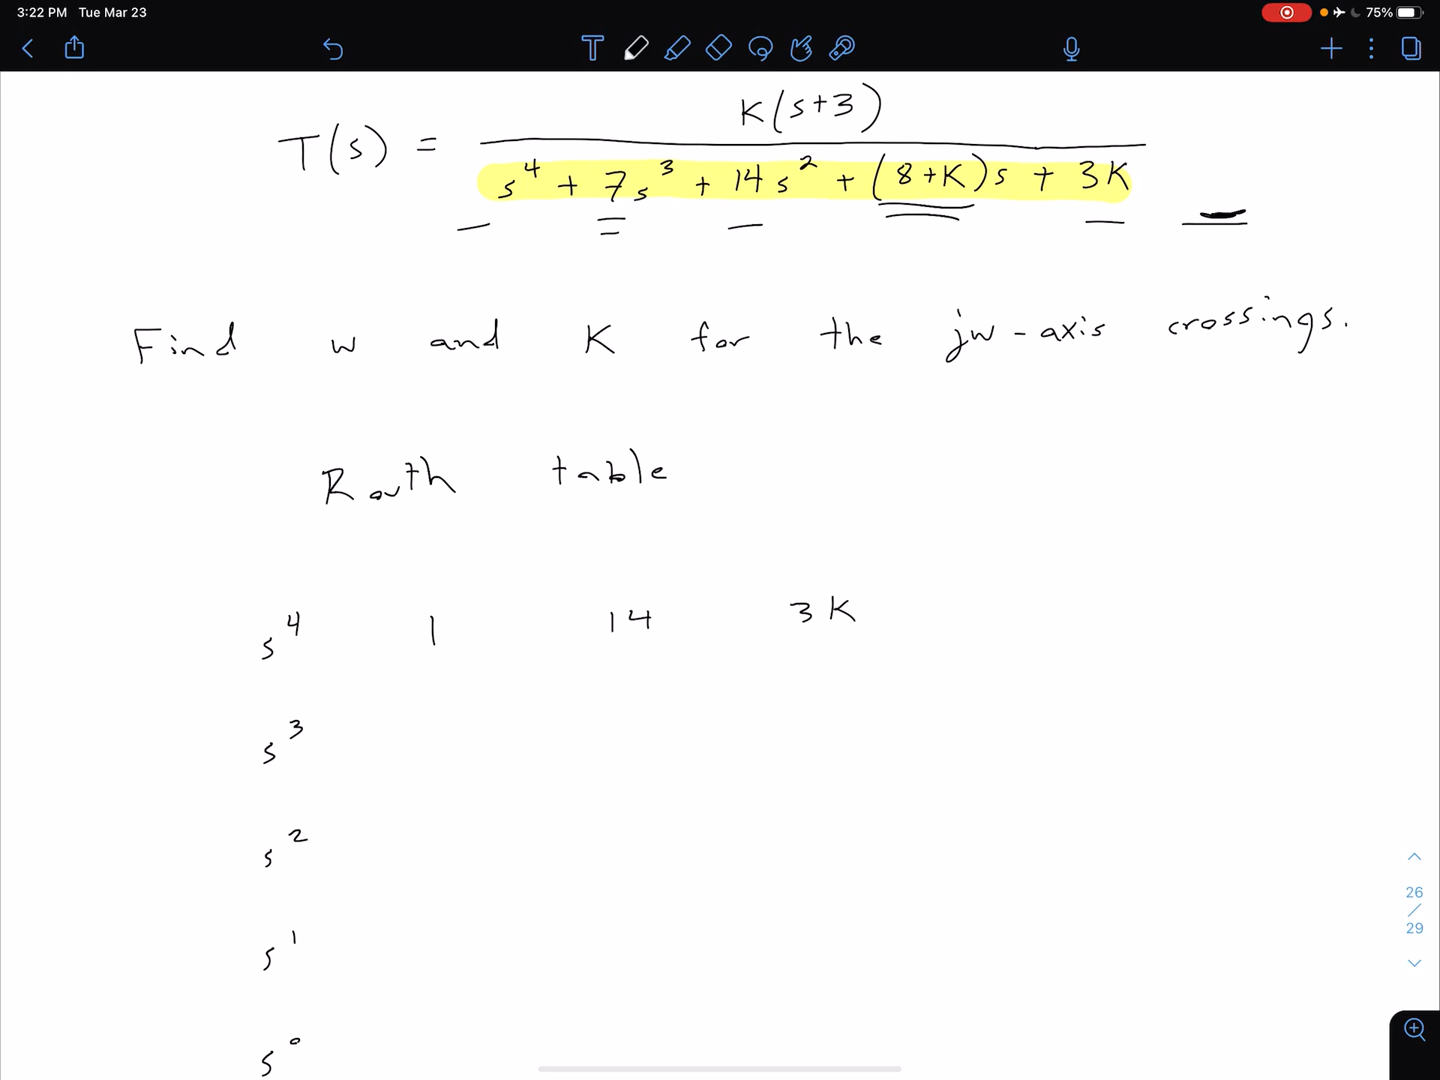 3:22 PM Tue Mar 23 75%
K(s+3)
T(s) =
s⁴ + 7s³ + 14s² + (8+K)s + 3K
Find w and K for the jw-axis crossings.
Routh table
s⁴ 1 14 3K
s³
s²
s¹
s⁰
26
/
29